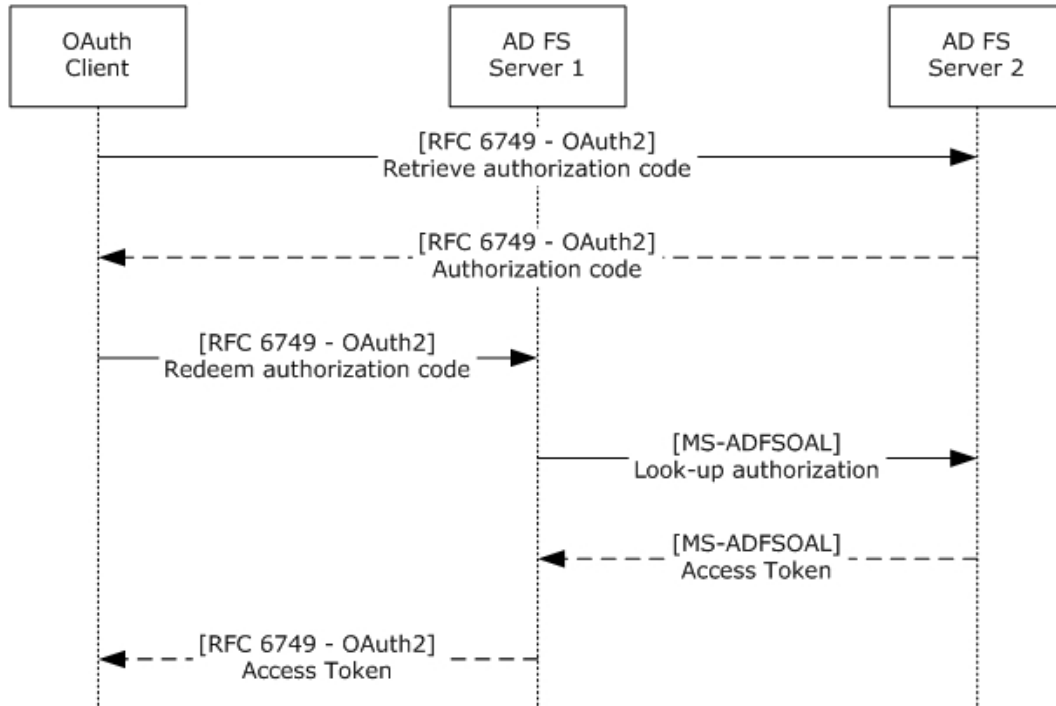 OAuth
Client
AD FS
Server 1
AD FS
Server 2
[RFC 6749 - OAuth2]
Retrieve authorization code
[RFC 6749 - OAuth2]
Authorization code
[RFC 6749 - OAuth2]
Redeem authorization code
[MS-ADFSOAL]
Look-up authorization
[MS-ADFSOAL]
Access Token
[RFC 6749 - OAuth2]
Access Token